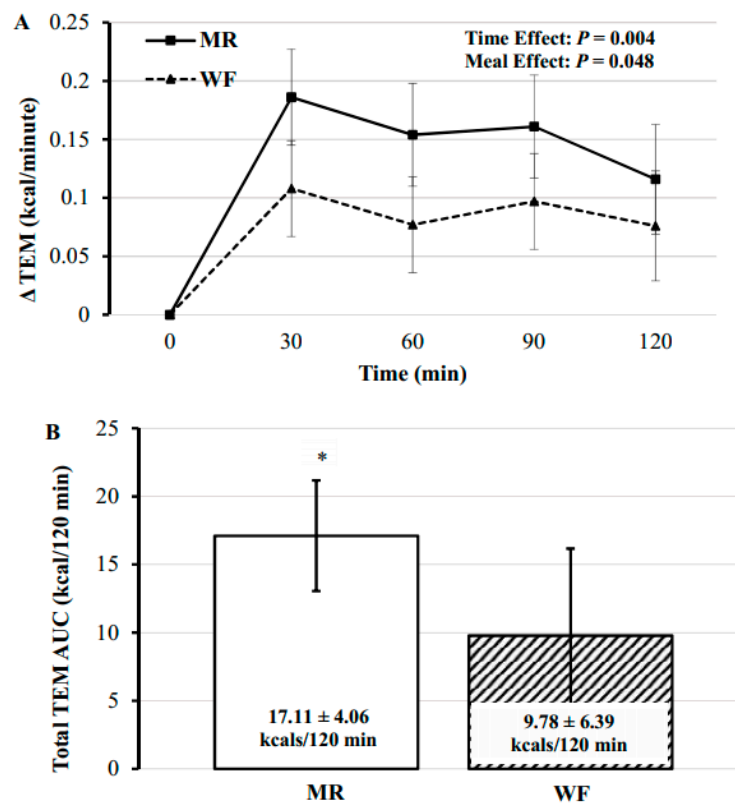 A
0.25
0.2
0.15
0.1
0.05
0
Δ TEM (kcal/minute)
MR
WF
Time Effect: P = 0.004
Meal Effect: P = 0.048
0 30 60 90 120
Time (min)
B
25
20
15
10
5
0
Total TEM AUC (kcal/120 min)
*
17.11 ± 4.06
kcals/120 min
9.78 ± 6.39
kcals/120 min
MR WF